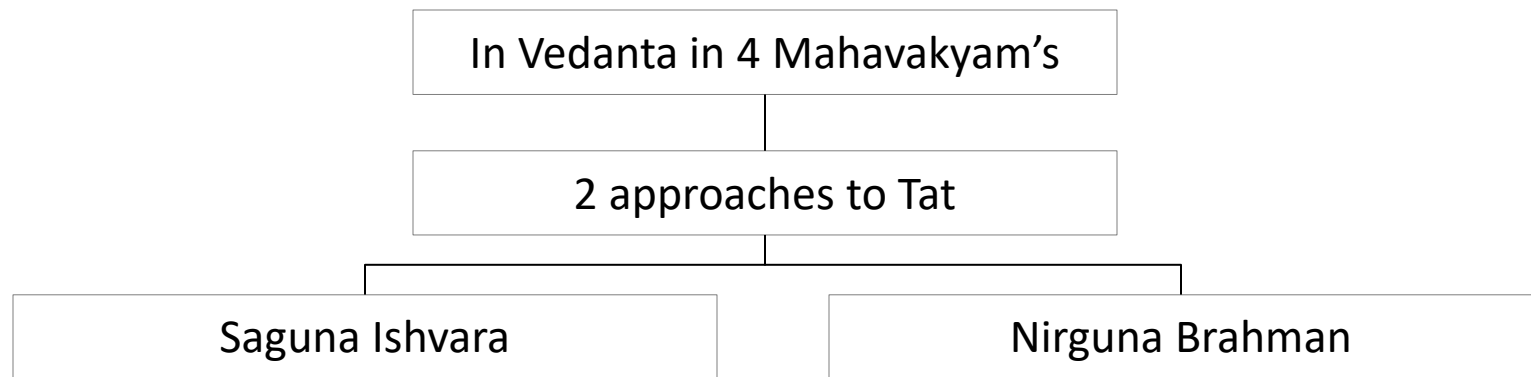 In Vedanta in 4 Mahavakyam’s
2 approaches to Tat
Saguna Ishvara
Nirguna Brahman